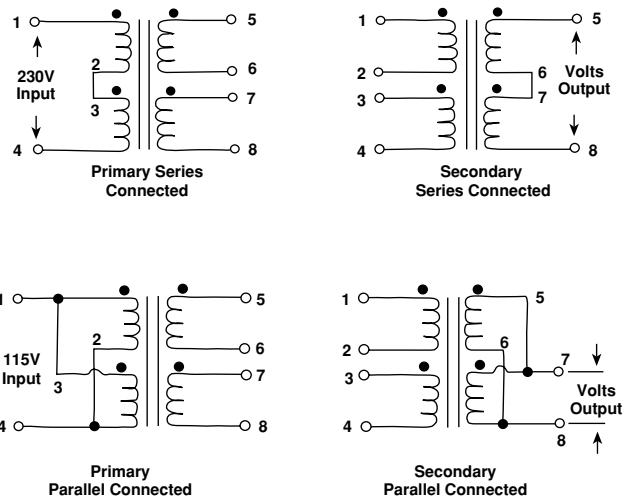 1
2
3
4
230V
Input
5
6
7
8
Primary Series
Connected
1
2
3
4
5
6
7
8
Volts
Output
Secondary
Series Connected
1
2
3
4
115V
Input
5
6
7
8
Primary
Parallel Connected
1
2
3
4
5
6
7
8
Volts
Output
Secondary
Parallel Connected